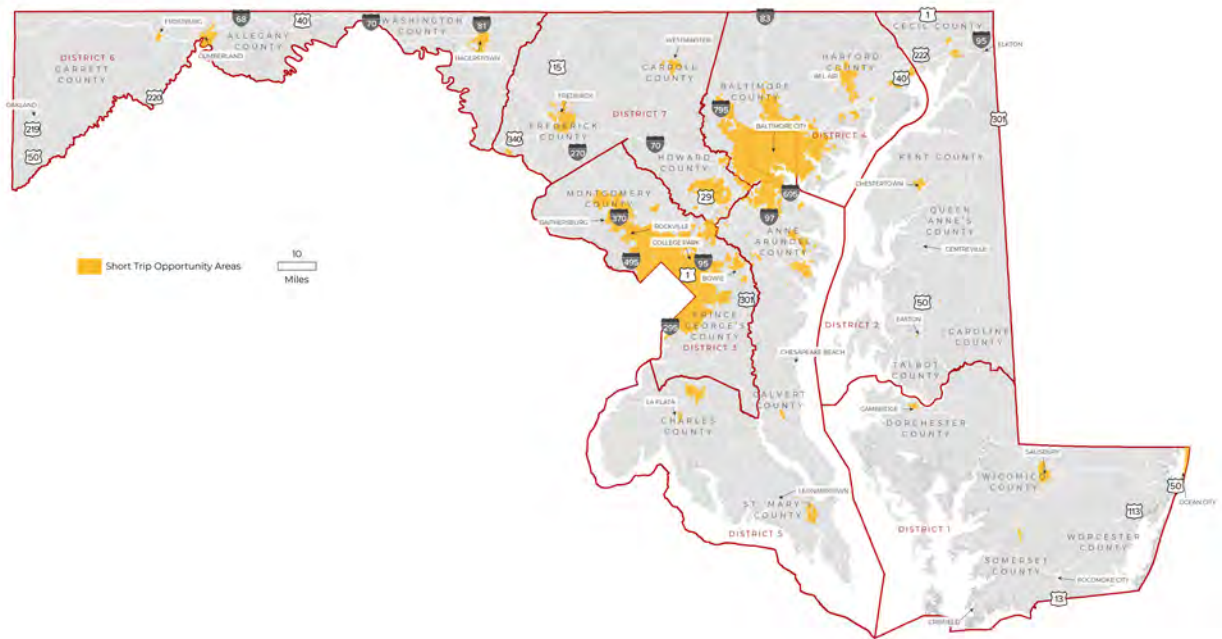 FROSTBURG
68
40
ALLEGANY
COUNTY
CUMBERLAND
70
WASHINGTON
COUNTY
81
HAGERSTOWN
DISTRICT 6
GARRETT
COUNTY
OAKLAND
219
50
220
15
WESTMINSTER
CARROLL
COUNTY
FREDERICK
FREDERICK
COUNTY
DISTRICT 7
340
270
70
83
BALTIMORE
COUNTY
795
BALTIMORE CITY
DISTRICT 4
HARFORD
COUNTY
BEL AIR
1
CECIL COUNTY
222
40
95
ELKTON
301
KENT COUNTY
CHESTERTOWN
QUEEN
ANNE'S
COUNTY
CENTREVILLE
HOWARD
COUNTY
29
695
97
ANNE
ARUNDEL
COUNTY
MONTGOMERY
COUNTY
GAITHERSBURG
370
ROCKVILLE
COLLEGE PARK
495
95
1
BOWIE
301
295
PRINCE
GEORGE'S
COUNTY
DISTRICT 3
Short Trip Opportunity Areas
10
Miles
50
EASTON
CAROLINE
COUNTY
DISTRICT 2
TALBOT
COUNTY
CHESAPEAKE BEACH
CALVERT
COUNTY
LA PLATA
CHARLES
COUNTY
CAMBRIDGE
DORCHESTER
COUNTY
LEONARDTOWN
ST. MARY'S
COUNTY
DISTRICT 5
DISTRICT 1
SALISBURY
WICOMICO
COUNTY
50
OCEAN CITY
113
WORCESTER
COUNTY
SOMERSET
COUNTY
POCOMOKE CITY
13
CRISFIELD